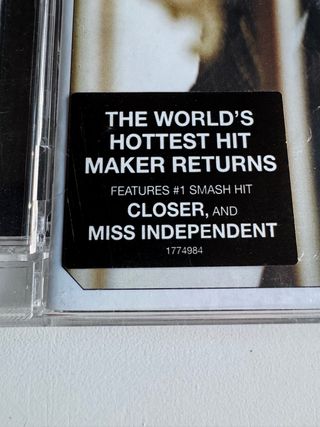 THE WORLD'S
HOTTEST HIT
MAKER RETURNS
FEATURES #1 SMASH HIT
CLOSER, AND
MISS INDEPENDENT
1774984